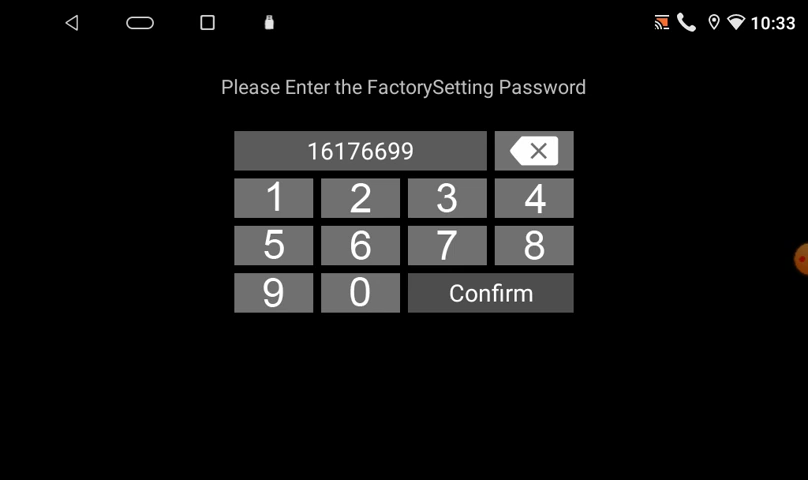 10:33
Please Enter the FactorySetting Password
16176699
1 2 3 4
5 6 7 8
9 0 Confirm